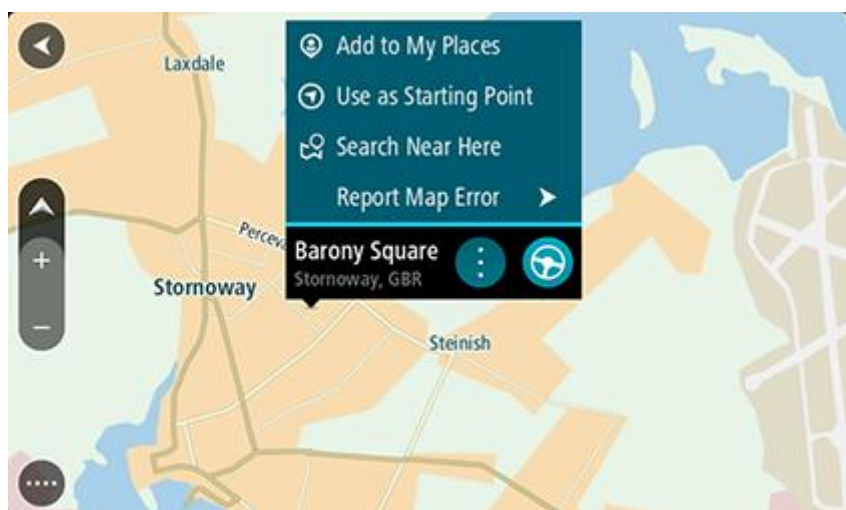 Laxdale
Add to My Places
Use as Starting Point
Search Near Here
Report Map Error
Barony Square
Stornoway, GBR
Stornoway
Steinish